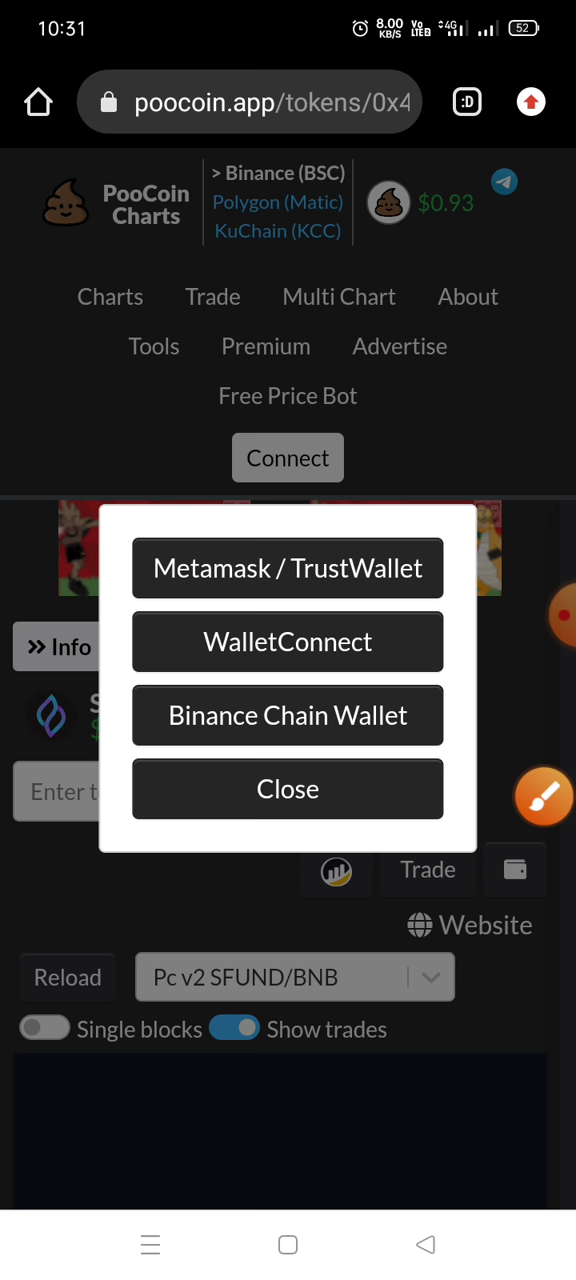 10:31
8.00 KB/S
Vo LTE2
4G
52
poocoin.app/tokens/0x4
:D
PooCoin
Charts
> Binance (BSC)
Polygon (Matic)
KuChain (KCC)
$0.93
Charts Trade Multi Chart About
Tools Premium Advertise
Free Price Bot
Connect
Metamask / TrustWallet
WalletConnect
Binance Chain Wallet
Close
Info
S
$
Enter t
Trade
Website
Reload
Pc v2 SFUND/BNB
Single blocks
Show trades